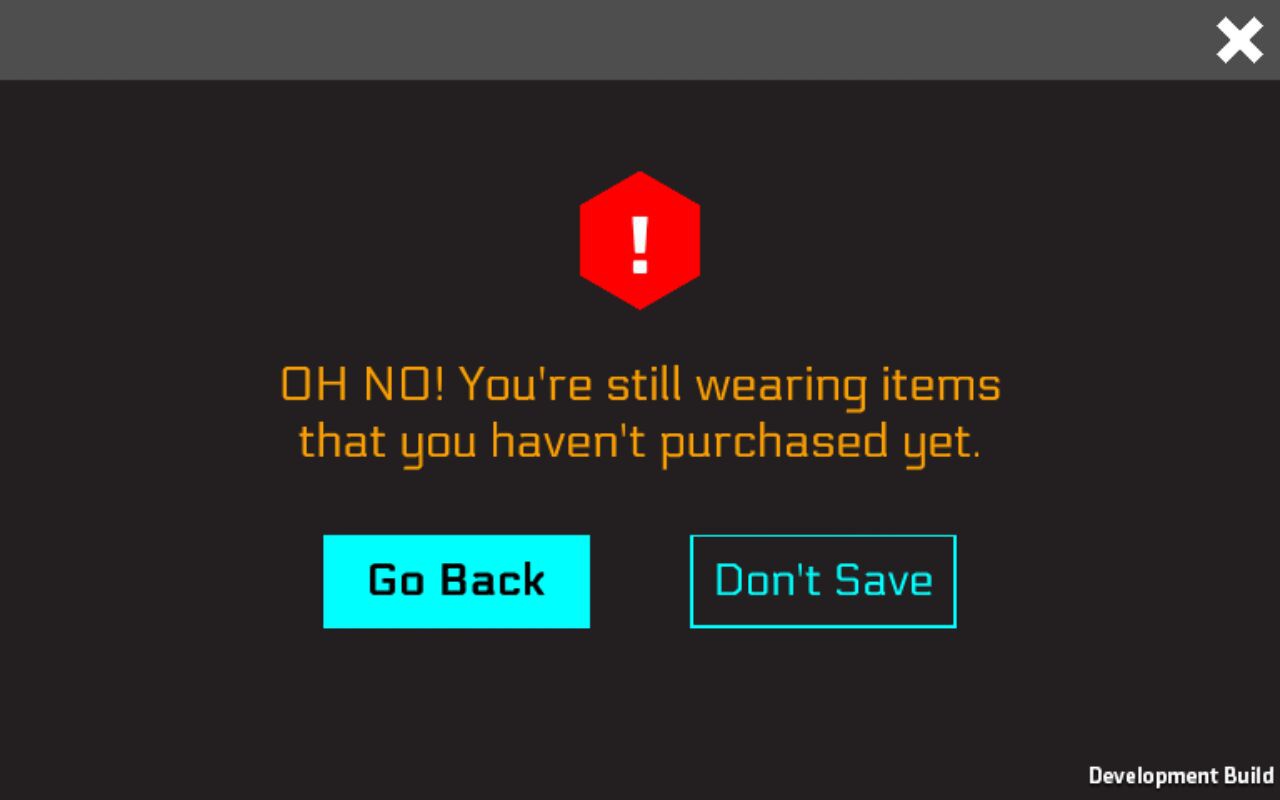 !
OH NO! You're still wearing items
that you haven't purchased yet.
Go Back
Don't Save
Development Build